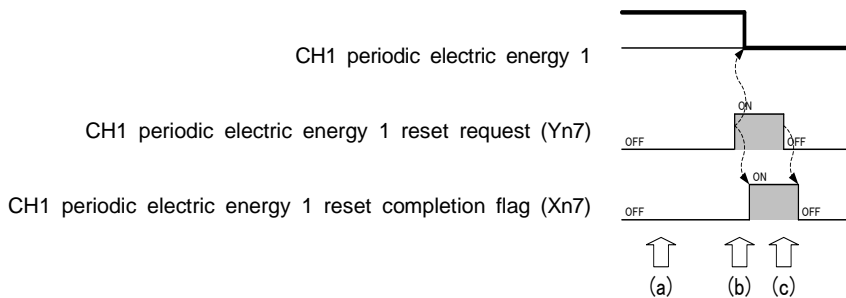 CH1 periodic electric energy 1
ON
CH1 periodic electric energy 1 reset request (Yn7)
OFF
OFF
ON
CH1 periodic electric energy 1 reset completion flag (Xn7)
OFF
OFF
(a) (b) (c)